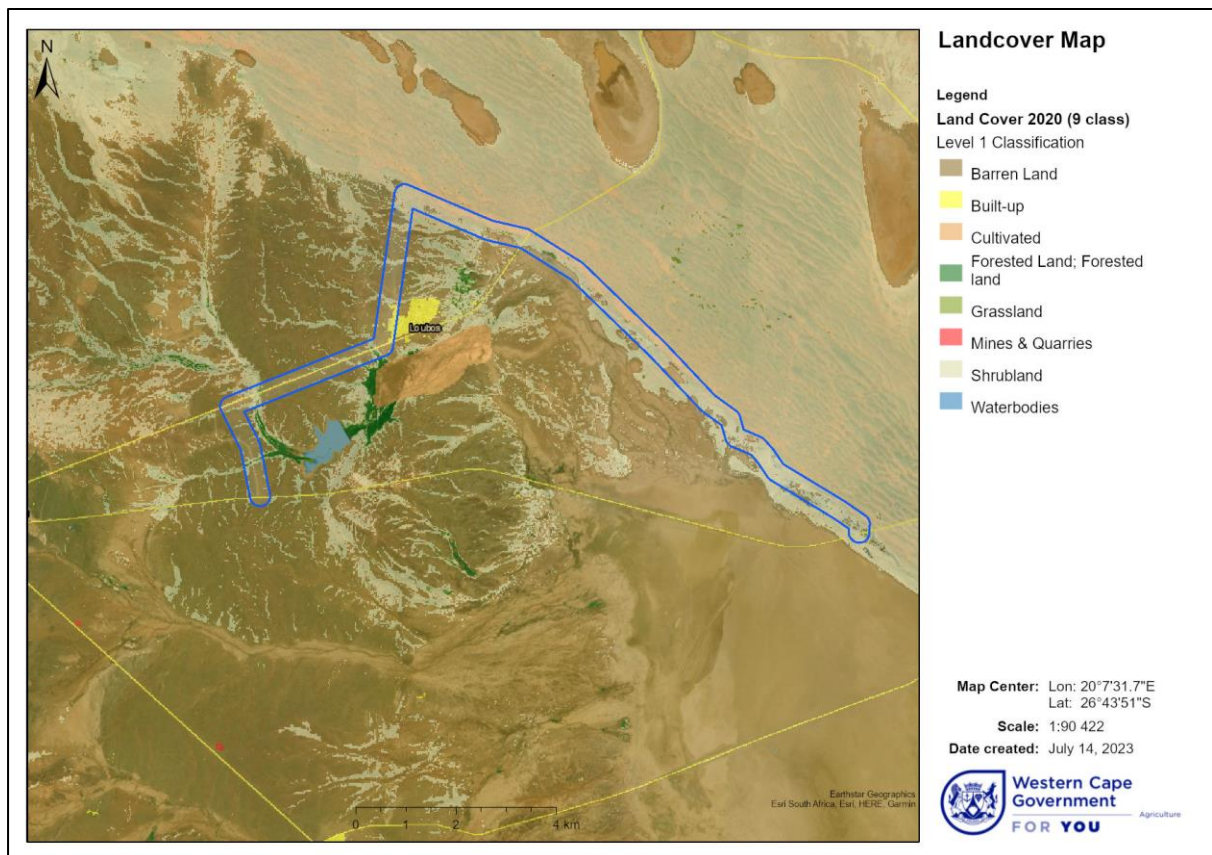 N
Loubos
0 2 4 km
Earthstar Geographics
Esri South Africa, Esri, HERE, Garmin
Landcover Map
Legend
Land Cover 2020 (9 class)
Level 1 Classification
Barren Land
Built-up
Cultivated
Forested Land; Forested
land
Grassland
Mines & Quarries
Shrubland
Waterbodies
Map Center: Lon: 20°7'31.7"E
Lat: 26°43'51"S
Scale: 1:90 422
Date created: July 14, 2023
Western Cape
Government
Agriculture
FOR YOU